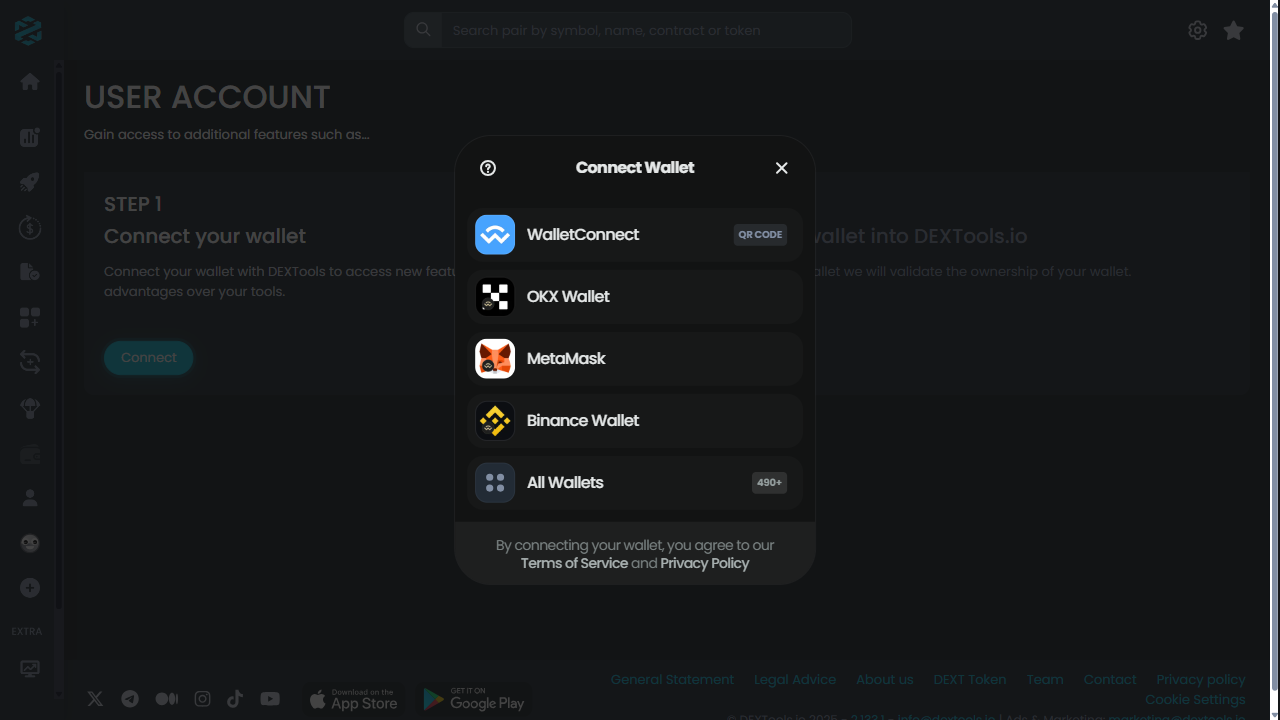 Search pair by symbol, name, contract or token
USER ACCOUNT
Gain access to additional features such as...
STEP 1
Connect your wallet
Connect your wallet with DEXTools to access new featu
advantages over your tools.
Connect
wallet into DEXTools.io
allet we will validate the ownership of your wallet.
Connect Wallet
WalletConnect
QR CODE
OKX Wallet
MetaMask
Binance Wallet
All Wallets
490+
By connecting your wallet, you agree to our
Terms of Service and Privacy Policy
EXTRA
Download on the
App Store
GET IT ON
Google Play
General Statement
Legal Advice
About us
DEXT Token
Team
Contact
Privacy policy
Cookie Settings